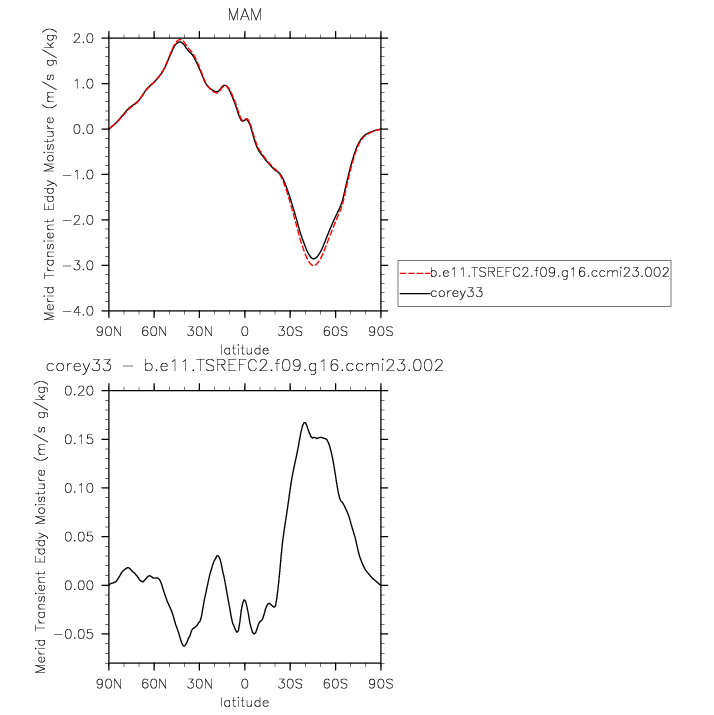 MAM
Merid Transient Eddy Moisture (m/s g/kg)
2.0
1.0
0.0
−1.0
−2.0
−3.0
−4.0
90N 60N 30N 0 30S 60S 90S
latitude
b.e11.TSREFC2.f09.g16.ccmi23.002
corey33
corey33 − b.e11.TSREFC2.f09.g16.ccmi23.002
Merid Transient Eddy Moisture (m/s g/kg)
0.20
0.15
0.10
0.05
0.00
−0.05
90N 60N 30N 0 30S 60S 90S
latitude